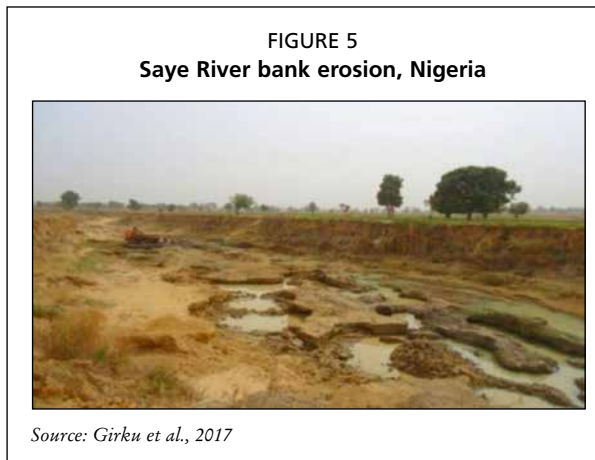 FIGURE 5
Saye River bank erosion, Nigeria
Source: Girku et al., 2017